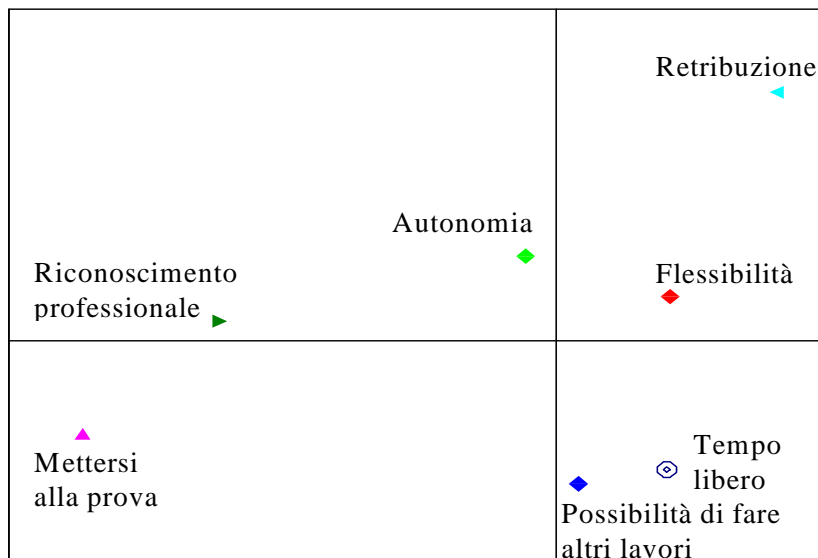 Retribuzione
Autonomia
Riconoscimento
professionale
Flessibilità
Mettersi
alla prova
Tempo
libero
Possibilità di fare
altri lavori